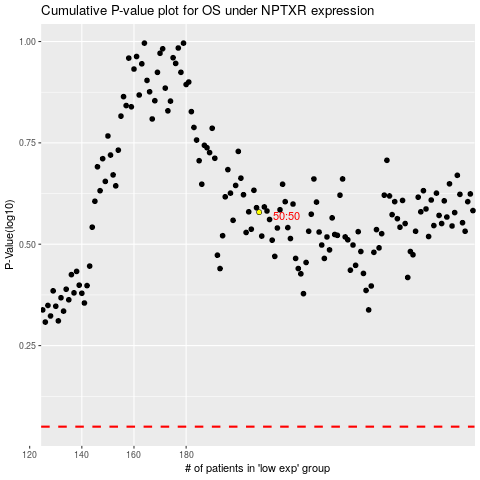 Cumulative P-value plot for OS under NPTXR expression
P-Value(log10)
1.00
0.75
0.50
0.25
50:50
120 140 160 180
# of patients in 'low exp' group